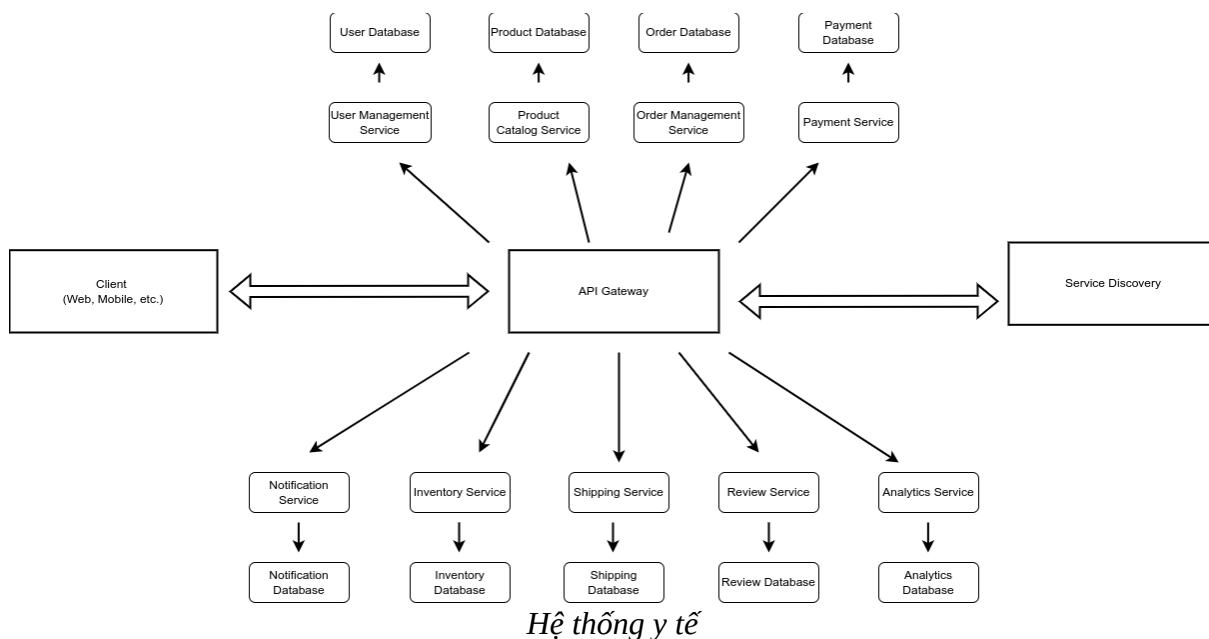 User Database
Product Database
Order Database
Payment
Database
User Management
Service
Product
Catalog Service
Order Management
Service
Payment Service
Client
(Web, Mobile, etc.)
API Gateway
Service Discovery
Notification
Service
Inventory Service
Shipping Service
Review Service
Analytics Service
Notification
Database
Inventory
Database
Shipping
Database
Review Database
Analytics
Database
Hệ thống y tế